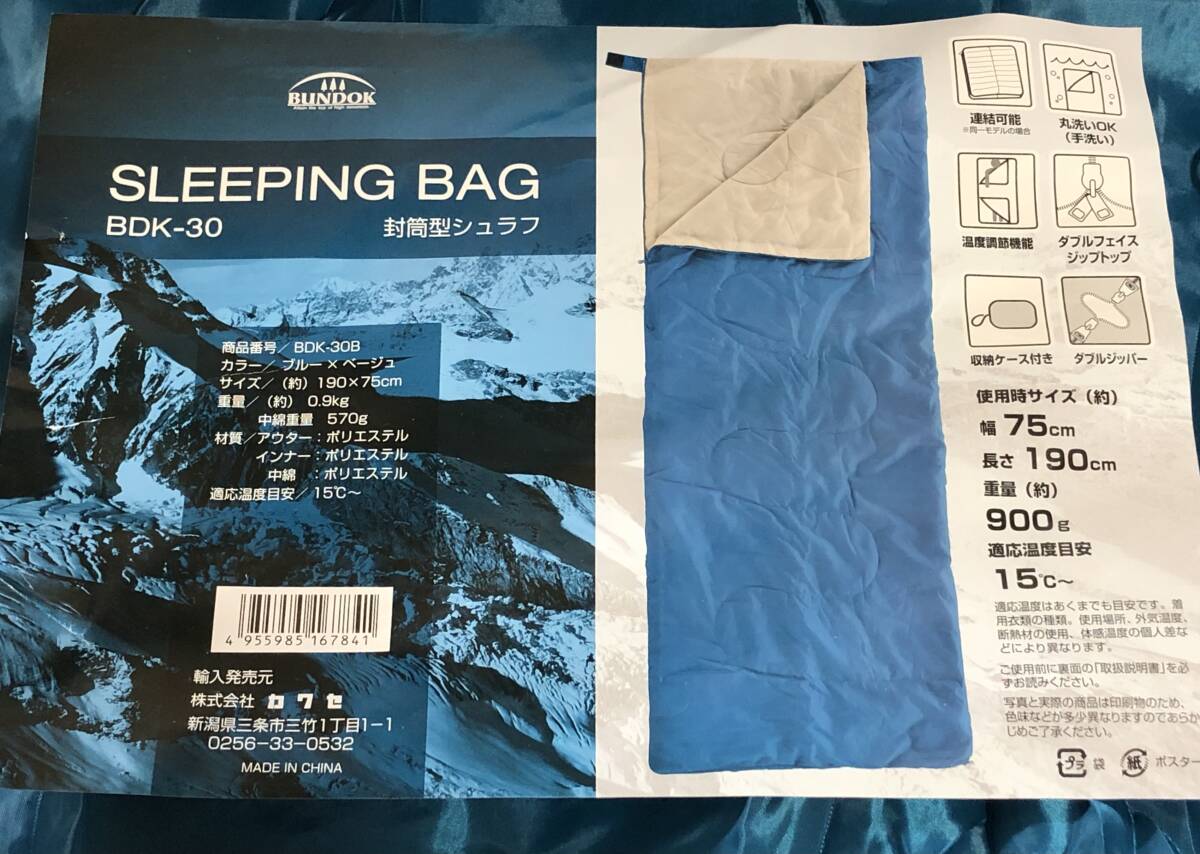 BUNDOK
SLEEPING BAG
BDK-30
封筒型シュラフ
商品番号／BDK-30B
カラー／ブルー×ベージュ
サイズ／（約）190×75cm
重量／（約）0.9kg
中綿重量 570g
材質／アウター：ポリエステル
インナー：ポリエステル
中綿 ：ポリエステル
適応温度目安／15℃～
4 955985 167841
輸入発売元
株式会社 カワセ
新潟県三条市三竹1丁目1-1
0256-33-0532
MADE IN CHINA
連結可能
※同一モデルの場合
丸洗いOK
（手洗い）
温度調節機能
ダブルフェイス
ジップトップ
収納ケース付き
ダブルジッパー
使用時サイズ（約）
幅 75cm
長さ 190cm
重量（約）
900g
適応温度目安
15℃～
適応温度はあくまでも目安です。着
用衣類の種類。使用場所、外気温度、
断熱材の使用、体感温度の個人差な
どにより異なります。
ご使用前に裏面の「取扱説明書」を必
ずお読みください。
写真と実際の商品は印刷物のため、
色味などが多少異なりますのであらか
じめご了承ください。
プラ 袋 紙 ポスター